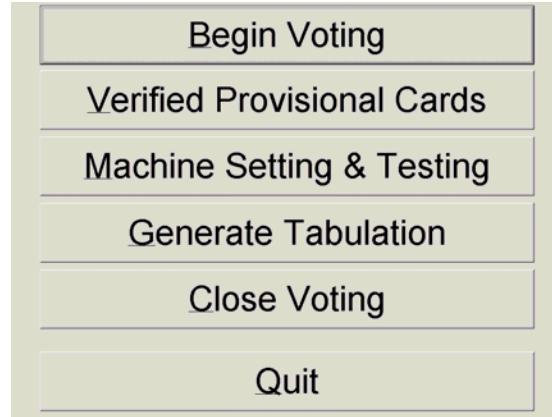 Begin Voting
Verified Provisional Cards
Machine Setting & Testing
Generate Tabulation
Close Voting
Quit